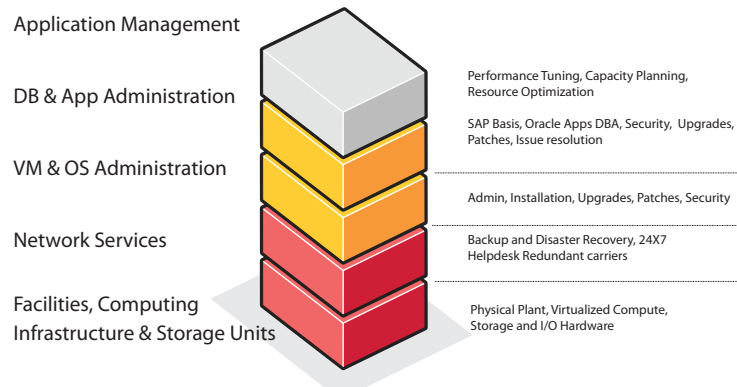 Application Management
DB & App Administration
VM & OS Administration
Network Services
Facilities, Computing
Infrastructure & Storage Units
Performance Tuning, Capacity Planning,
Resource Optimization
SAP Basis, Oracle Apps DBA, Security, Upgrades,
Patches, Issue resolution
Admin, Installation, Upgrades, Patches, Security
Backup and Disaster Recovery, 24X7
Helpdesk Redundant carriers
Physical Plant, Virtualized Compute,
Storage and I/O Hardware